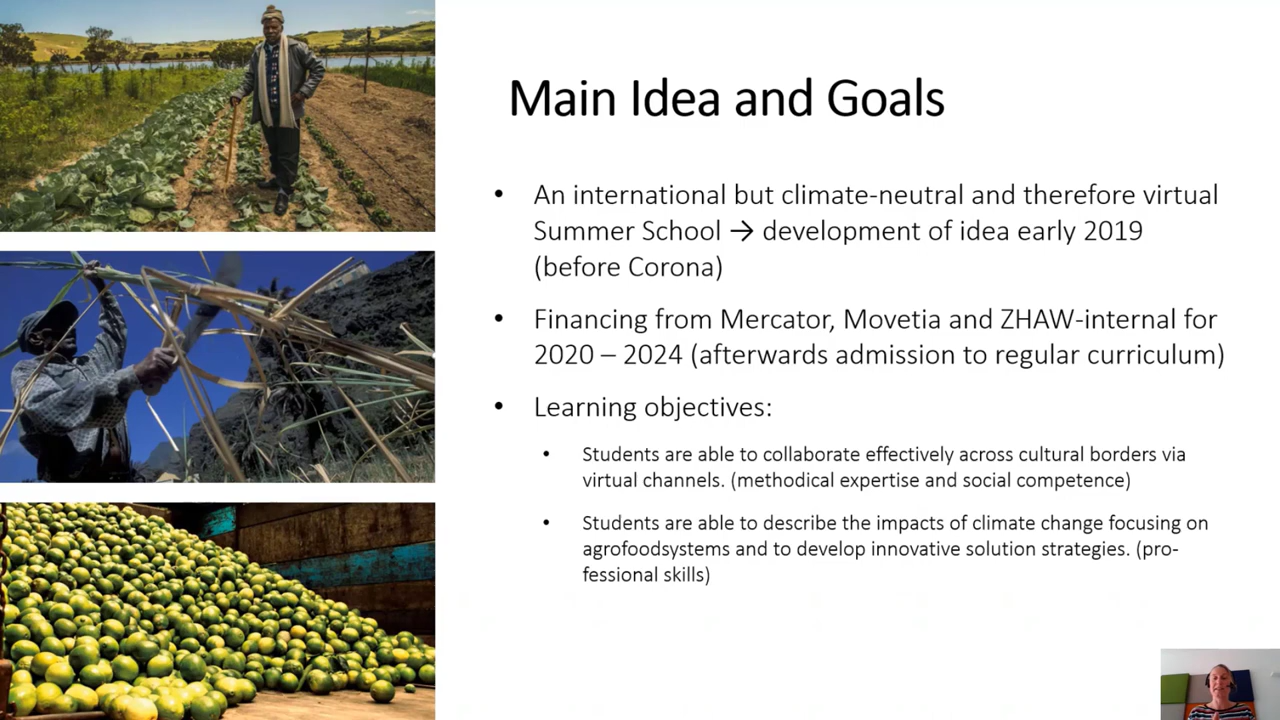 Main Idea and Goals
• An international but climate-neutral and therefore virtual
Summer School → development of idea early 2019
(before Corona)
• Financing from Mercator, Movetia and ZHAW-internal for
2020 – 2024 (afterwards admission to regular curriculum)
• Learning objectives:
• Students are able to collaborate effectively across cultural borders via
virtual channels. (methodical expertise and social competence)
• Students are able to describe the impacts of climate change focusing on
agrofoodsystems and to develop innovative solution strategies. (pro-
fessional skills)